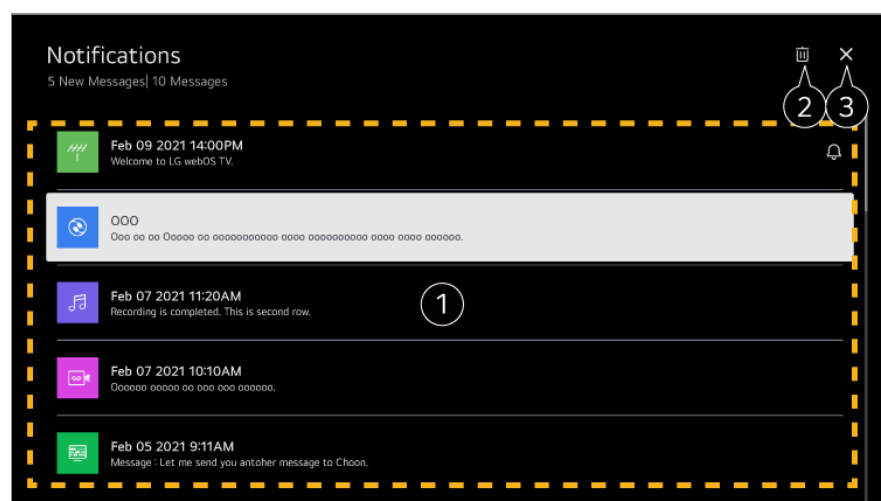 Notifications
5 New Messages| 10 Messages
2 3
Feb 09 2021 14:00PM
Welcome to LG webOS TV.
OOO
Ooo oo oo Ooooo oo ooooooooooo oooo oooooooooo oooo oooo oooooo.
Feb 07 2021 11:20AM
Recording is completed. This is second row.
1
Feb 07 2021 10:10AM
Oooooo ooooo oo ooo ooo oooooo.
Feb 05 2021 9:11AM
Message : Let me send you antoher message to Choon.